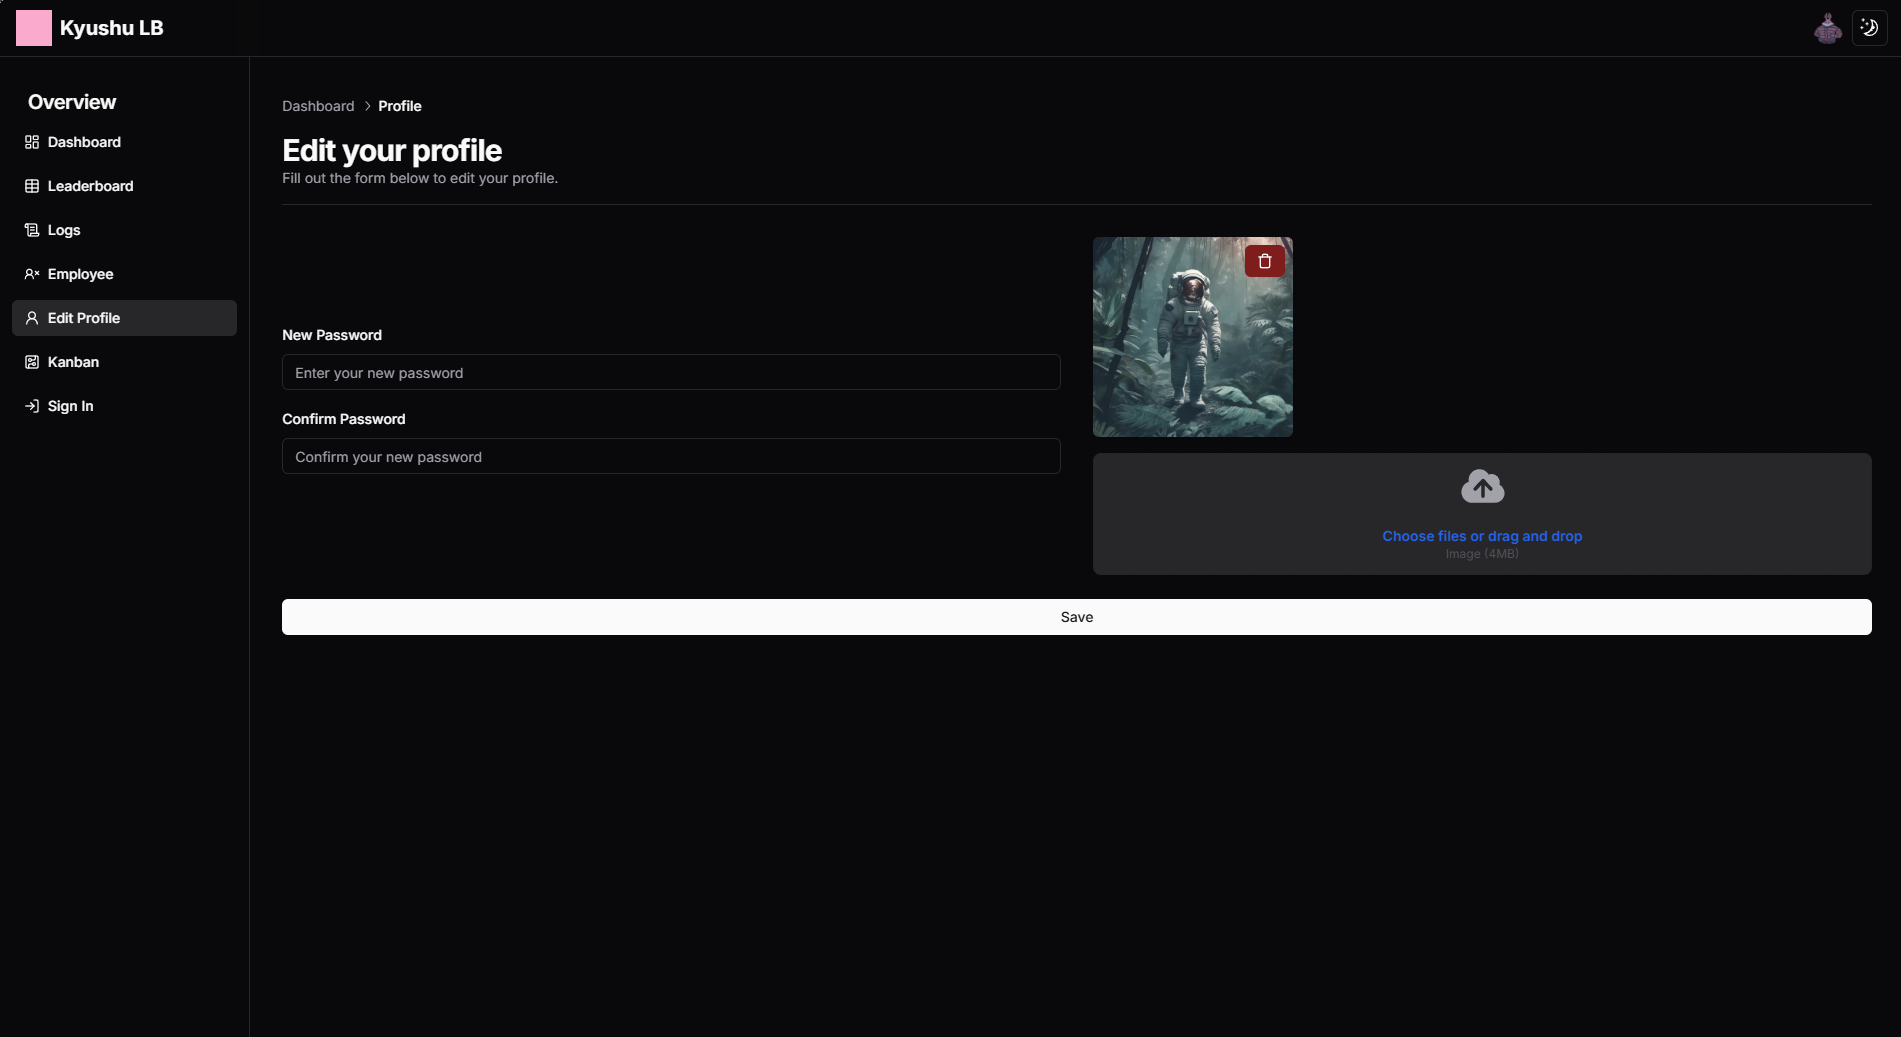 Kyushu LB
Overview
Dashboard
Leaderboard
Logs
Employee
Edit Profile
Kanban
Sign In
Dashboard > Profile
Edit your profile
Fill out the form below to edit your profile.
New Password
Enter your new password
Confirm Password
Confirm your new password
Choose files or drag and drop
Image (4MB)
Save